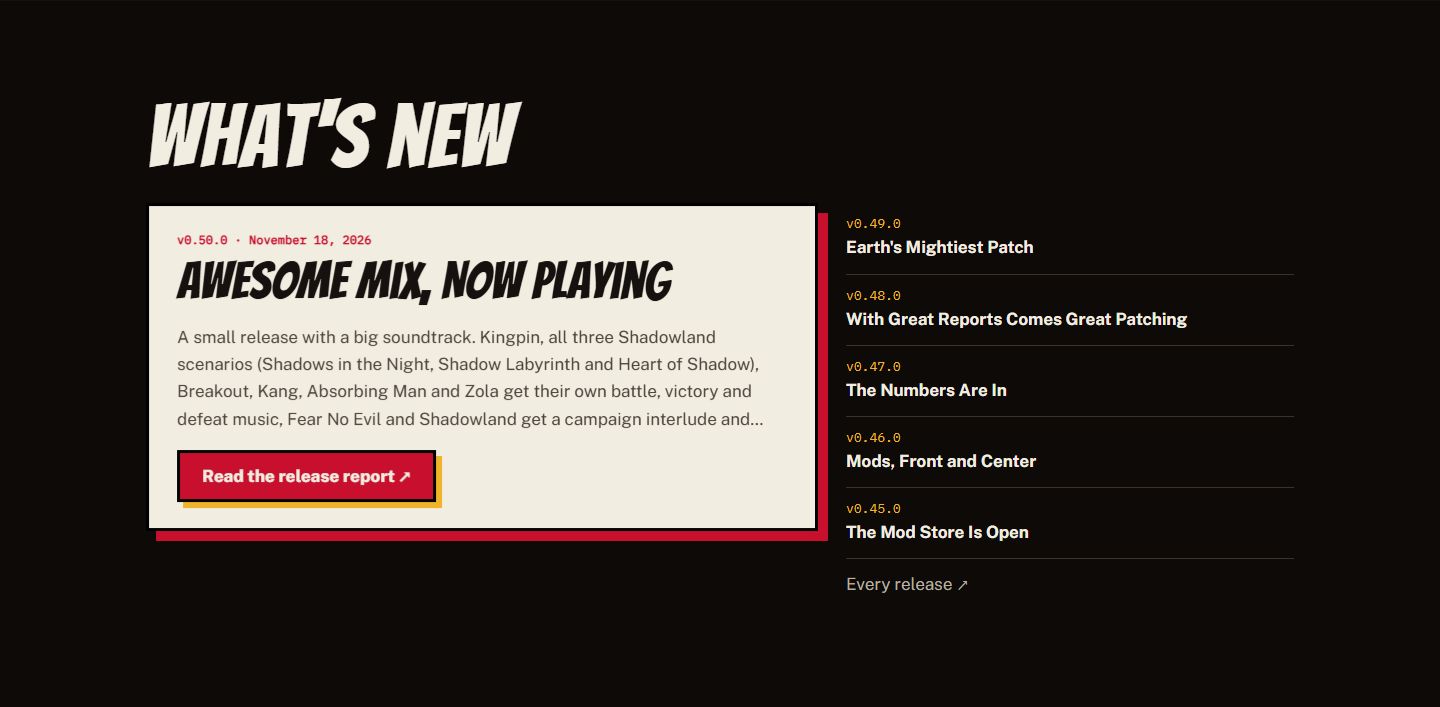 WHAT'S NEW
v0.50.0 · November 18, 2026
AWESOME MIX, NOW PLAYING
A small release with a big soundtrack. Kingpin, all three Shadowland
scenarios (Shadows in the Night, Shadow Labyrinth and Heart of Shadow),
Breakout, Kang, Absorbing Man and Zola get their own battle, victory and
defeat music, Fear No Evil and Shadowland get a campaign interlude and...
Read the release report ↗
v0.49.0
Earth's Mightiest Patch
v0.48.0
With Great Reports Comes Great Patching
v0.47.0
The Numbers Are In
v0.46.0
Mods, Front and Center
v0.45.0
The Mod Store Is Open
Every release ↗